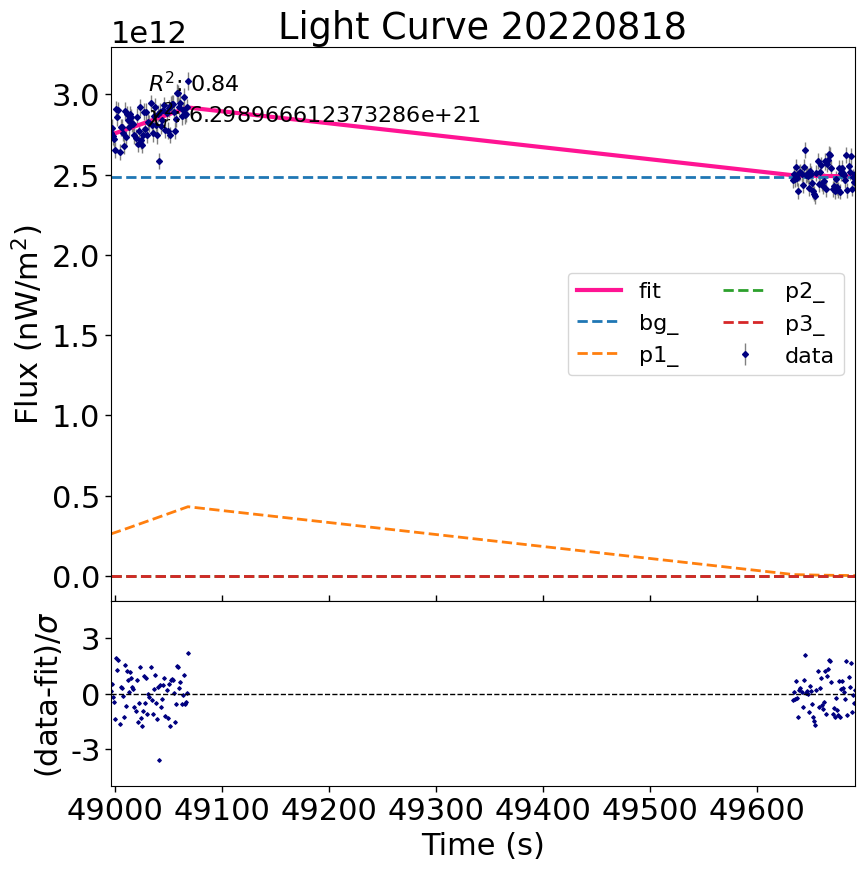 Light Curve 20220818
1e12
R²: 0.84
6.298966612373286e+21
3.0
2.5
2.0
1.5
1.0
0.5
0.0
Flux (nW/m²)
fit
bg_
p1_
p2_
p3_
data
3
0
-3
(data-fit)/σ
49000 49100 49200 49300 49400 49500 49600
Time (s)